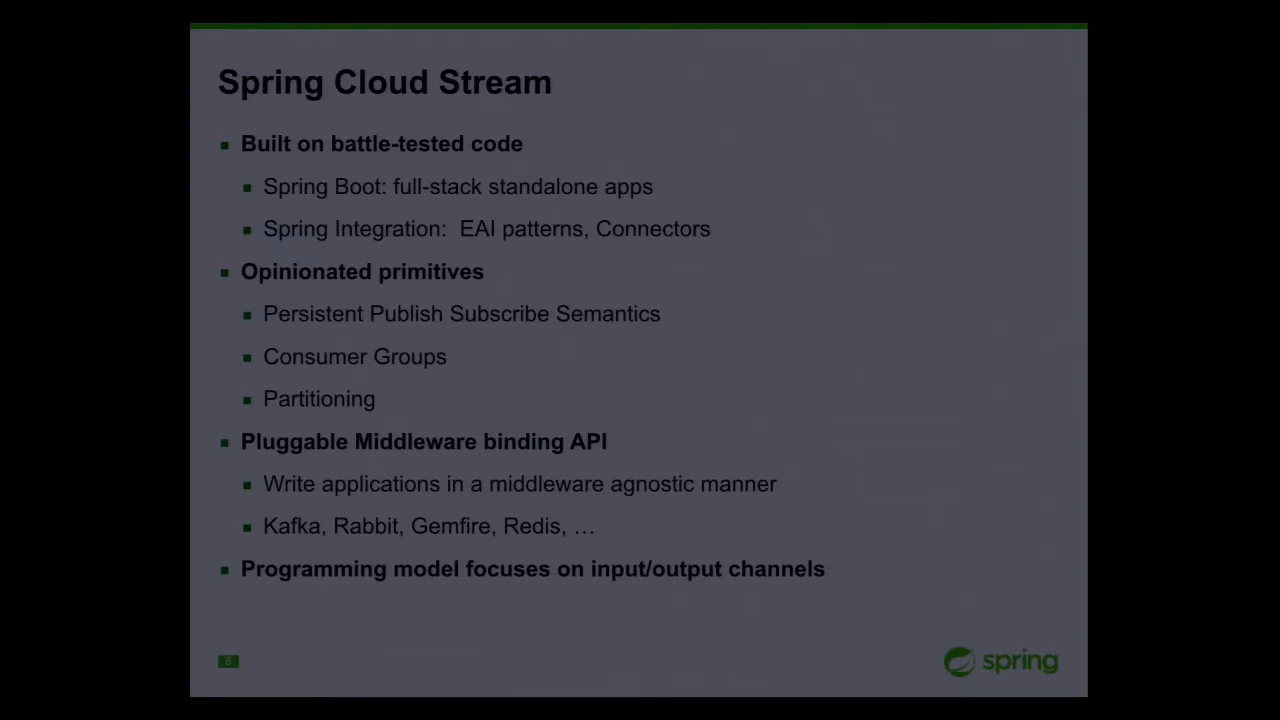 Spring Cloud Stream
Built on battle-tested code
Spring Boot: full-stack standalone apps
Spring Integration:  EAI patterns, Connectors
Opinionated primitives
Persistent Publish Subscribe Semantics
Consumer Groups
Partitioning
Pluggable Middleware binding API
Write applications in a middleware agnostic manner
Kafka, Rabbit, Gemfire, Redis, …
Programming model focuses on input/output channels
6
spring